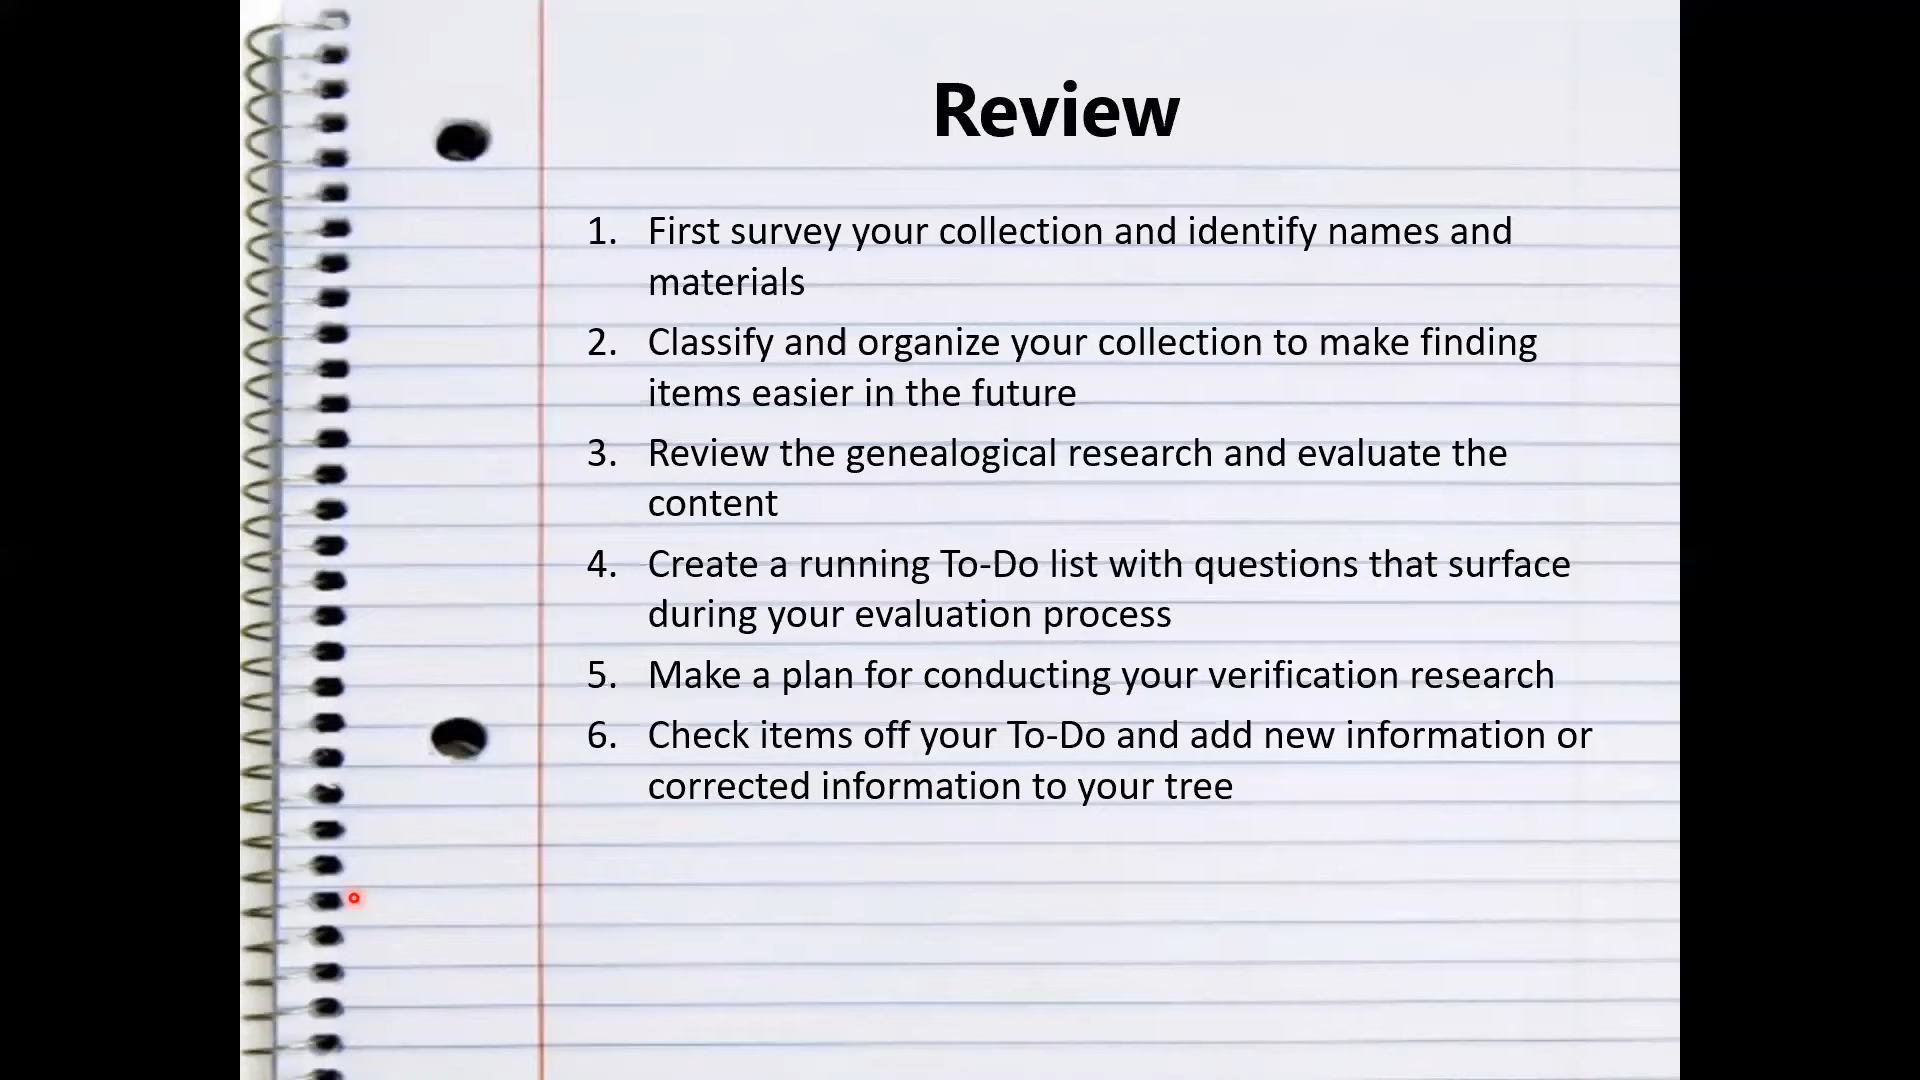 Review
1. First survey your collection and identify names and
materials
2. Classify and organize your collection to make finding
items easier in the future
3. Review the genealogical research and evaluate the
content
4. Create a running To-Do list with questions that surface
during your evaluation process
5. Make a plan for conducting your verification research
6. Check items off your To-Do and add new information or
corrected information to your tree